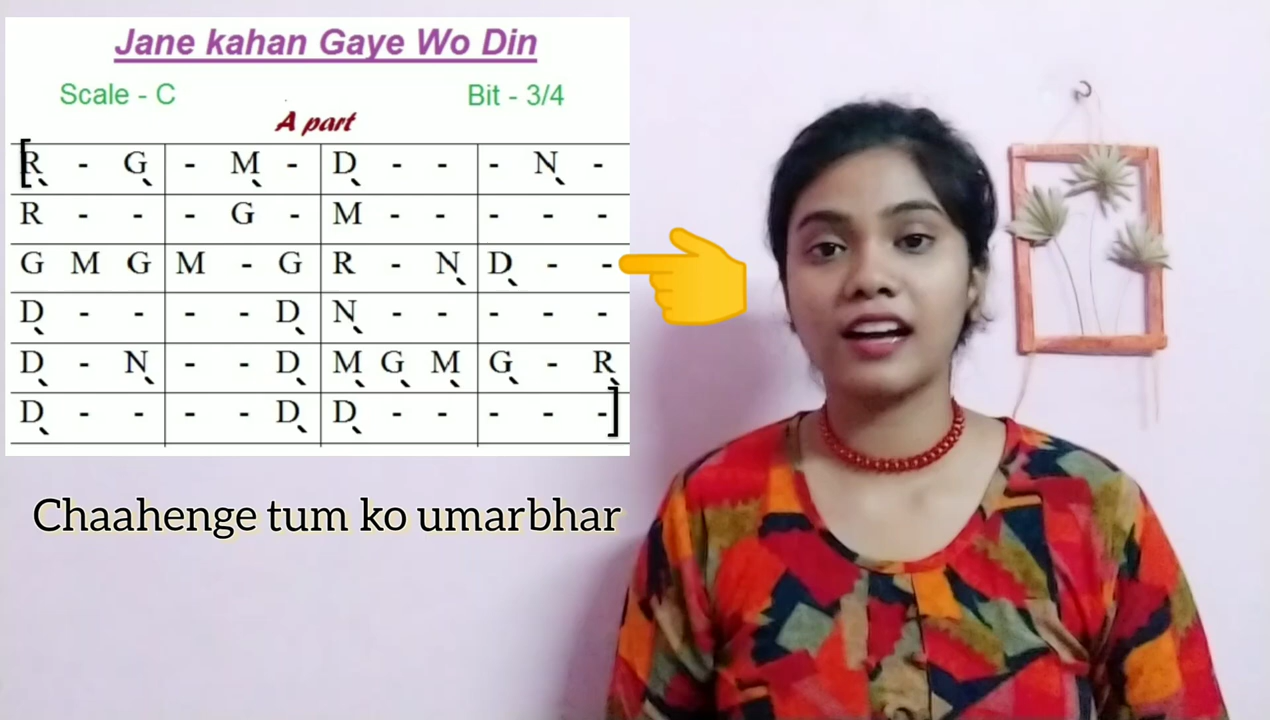 Jane kahan Gaye Wo Din
Scale - C Bit - 3/4
A part
[R̖ - G̖ - M̖ - D̖ - - - N̖ -
R - - - G - M - - - - -
G M G M - G R - N̖ D̖ - -
D̖ - - - - D̖ N̖ - - - - -
D̖ - N̖ - - D̖ M̖ G̖ M̖ G̖ - R̖
D̖ - - - - D̖ D̖ - - - - -]
Chaahenge tum ko umarbhar